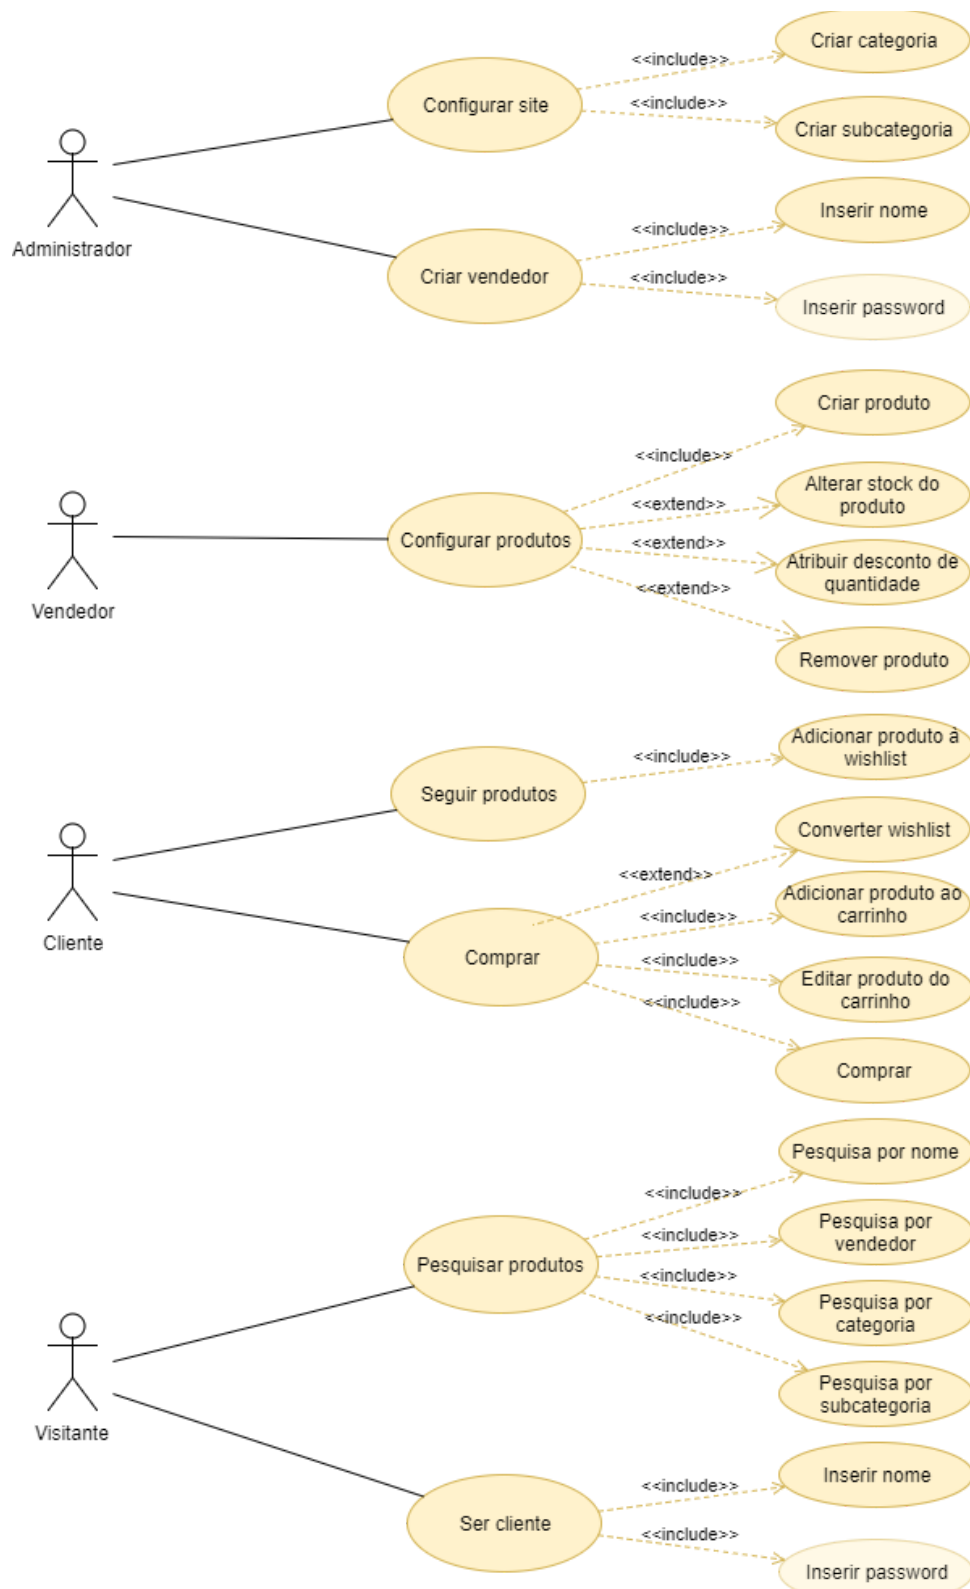 Criar categoria
<<include>>
Configurar site
<<include>>
Criar subcategoria
Administrador
Inserir nome
<<include>>
Criar vendedor
<<include>>
Inserir password
Criar produto
<<include>>
Alterar stock do
produto
<<extend>>
Configurar produtos
<<extend>>
Atribuir desconto de
quantidade
<<extend>>
Vendedor
Remover produto
Adicionar produto à
wishlist
<<include>>
Seguir produtos
Converter wishlist
<<extend>>
Adicionar produto ao
carrinho
<<include>>
Cliente
Comprar
<<include>>
Editar produto do
carrinho
<<include>>
Comprar
Pesquisa por nome
<<include>>
Pesquisa por
vendedor
<<include>>
Pesquisar produtos
<<include>>
Pesquisa por
categoria
<<include>>
Pesquisa por
subcategoria
Visitante
Inserir nome
<<include>>
Ser cliente
<<include>>
Inserir password